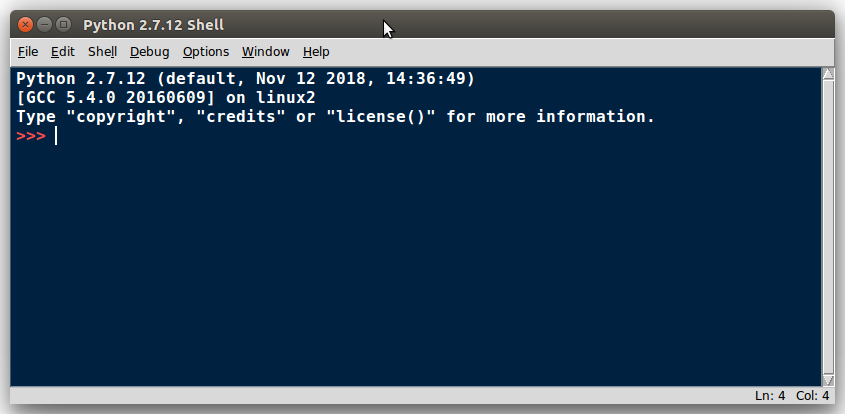 Python 2.7.12 Shell
File Edit Shell Debug Options Window Help
Python 2.7.12 (default, Nov 12 2018, 14:36:49)
[GCC 5.4.0 20160609] on linux2
Type "copyright", "credits" or "license()" for more information.
>>>
Ln: 4 Col: 4